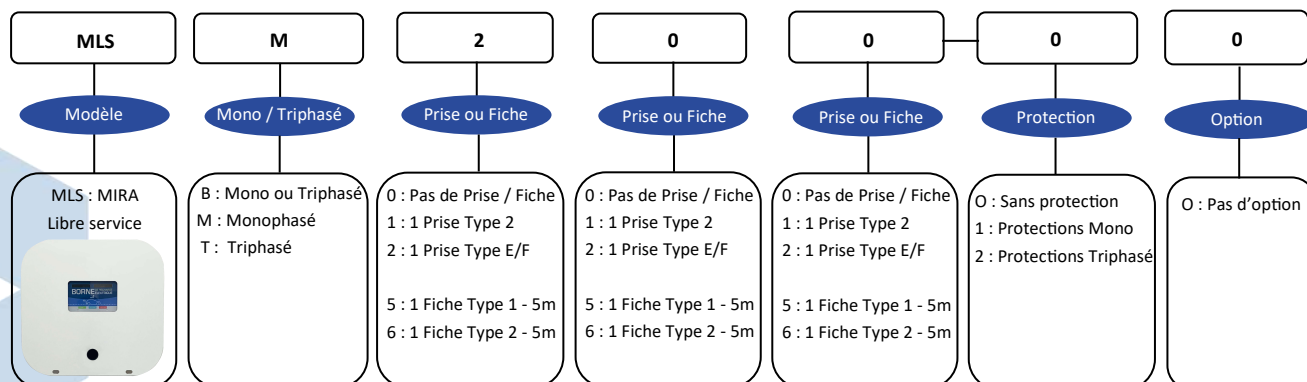 MLS M 2 0 0 0 0
Modèle Mono / Triphasé Prise ou Fiche Prise ou Fiche Prise ou Fiche Protection Option
MLS : MIRA
Libre service
BORNE
B : Mono ou Triphasé
M : Monophasé
T : Triphasé
0 : Pas de Prise / Fiche
1 : 1 Prise Type 2
2 : 1 Prise Type E/F
5 : 1 Fiche Type 1 - 5m
6 : 1 Fiche Type 2 - 5m
0 : Pas de Prise / Fiche
1 : 1 Prise Type 2
2 : 1 Prise Type E/F
5 : 1 Fiche Type 1 - 5m
6 : 1 Fiche Type 2 - 5m
0 : Pas de Prise / Fiche
1 : 1 Prise Type 2
2 : 1 Prise Type E/F
5 : 1 Fiche Type 1 - 5m
6 : 1 Fiche Type 2 - 5m
O : Sans protection
1 : Protections Mono
2 : Protections Triphasé
O : Pas d’option